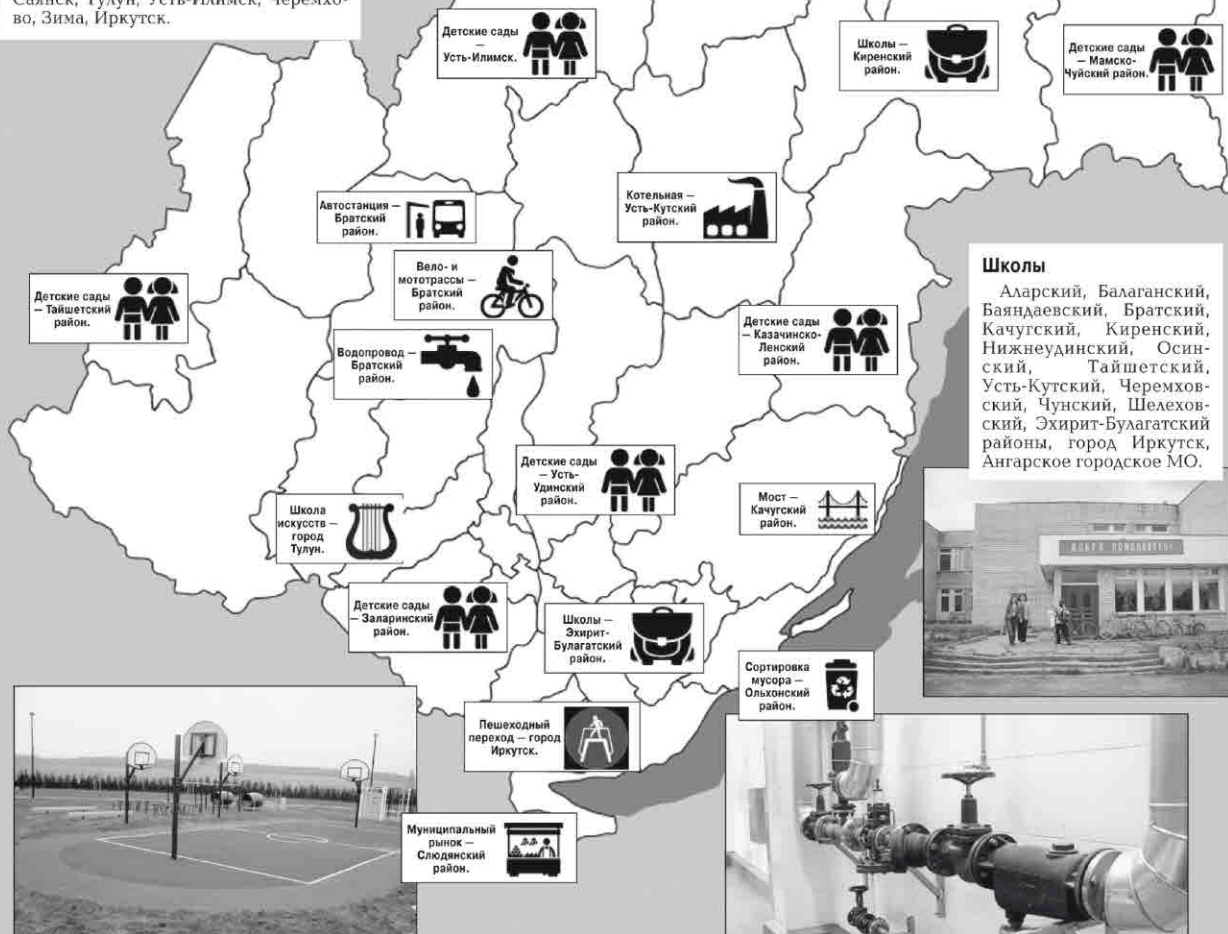 Саянск, Тулун, Усть-Илимск, Черемхо-
во, Зима, Иркутск.
Детские сады
—
Усть-Илимск.
Школы —
Киренский
район.
Детские сады
— Мамско-
Чуйский район.
Автостанция —
Братский
район.
Котельная —
Усть-Кутский
район.
Вело- и
мототрассы —
Братский
район.
Детские сады
— Тайшетский
район.
Водопровод —
Братский
район.
Детские сады
— Казачинско-
Ленский
район.
Школы
Аларский, Балаганский,
Баяндаевский, Братский,
Качугский, Киренский,
Нижнеудинский, Осин-
ский, Тайшетский,
Усть-Кутский, Черемхов-
ский, Чунский, Шелехов-
ский, Эхирит-Булагатский
районы, город Иркутск,
Ангарское городское МО.
Детские сады
— Усть-
Удинский
район.
Школа
искусств —
город
Тулун.
Мост —
Качугский
район.
Детские сады
— Заларинский
район.
Школы —
Эхирит-
Булагатский
район.
Сортировка
мусора —
Ольхонский
район.
Пешеходный
переход — город
Иркутск.
Муниципальный
рынок —
Слюдянский
район.